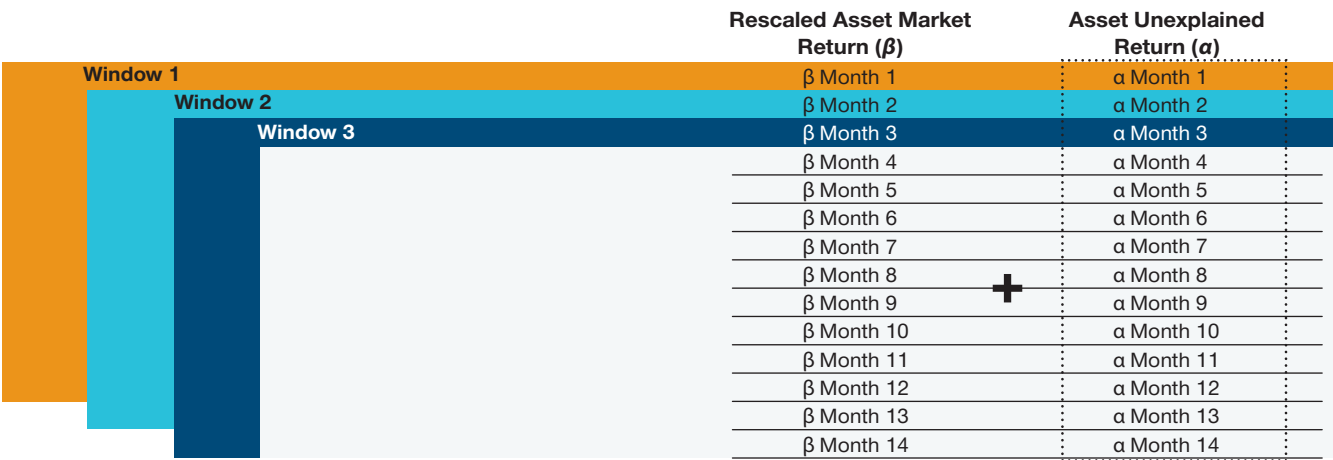 Rescaled Asset Market Return (β)
Asset Unexplained Return (α)
Window 1 β Month 1 α Month 1
Window 2 β Month 2 α Month 2
Window 3 β Month 3 α Month 3
β Month 4 α Month 4
β Month 5 α Month 5
β Month 6 α Month 6
β Month 7 α Month 7
β Month 8 α Month 8
+
β Month 9 α Month 9
β Month 10 α Month 10
β Month 11 α Month 11
β Month 12 α Month 12
β Month 13 α Month 13
β Month 14 α Month 14